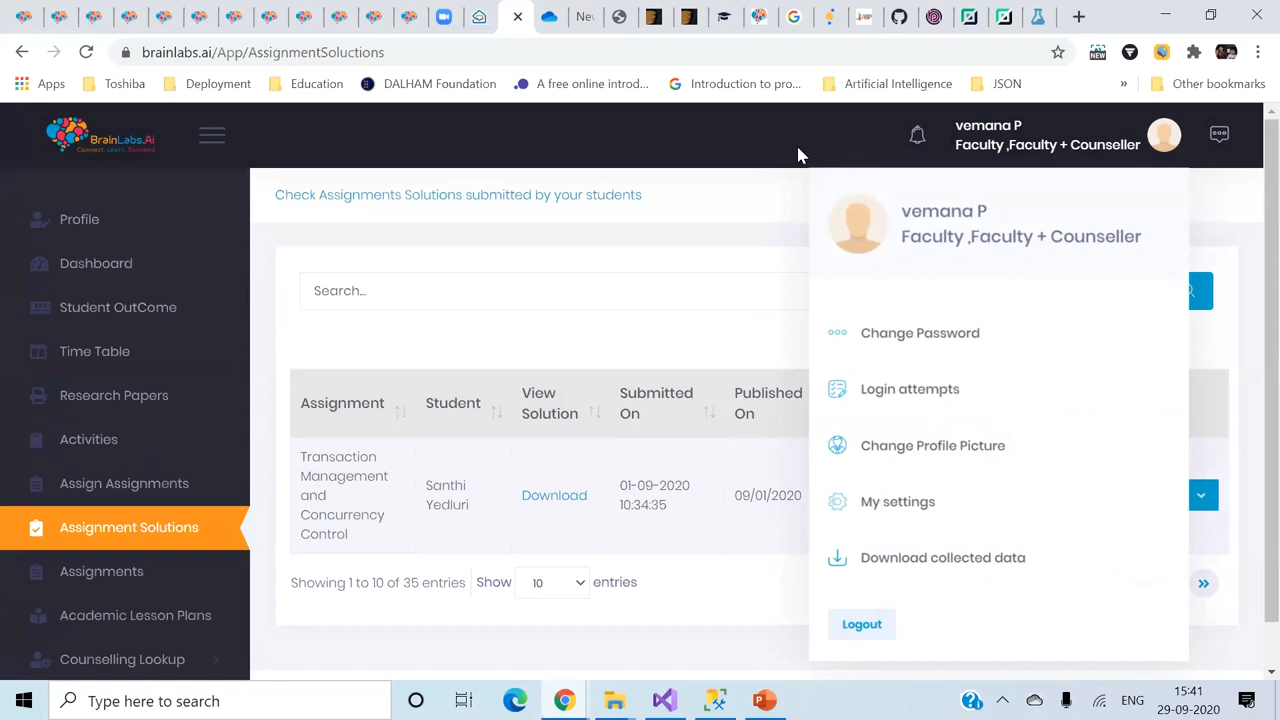 New
brainlabs.ai/App/AssignmentSoluctions
NEW
Apps
Toshiba
Deployment
Education
DALHAM Foundation
A free online introd...
Introduction to pro...
Artificial Intelligence
JSON
»
Other bookmarks
BrainLabs.Ai
Connect. Learn. Succeed
vemana P
Faculty ,Faculty + Counseller
Profile
Dashboard
Student OutCome
Time Table
Research Papers
Activities
Assign Assignments
Assignment Solutions
Assignments
Academic Lesson Plans
Counselling Lookup
Check Assignments Solutions submitted by your students
Search...
Assignment
Student
View
Solution
Submitted
On
Published
On
Transaction
Management
and
Concurrency
Control
Santhi
Yedluri
Download
01-09-2020
10:34:35
09/01/2020
Showing 1 to 10 of 35 entries
Show 10 entries
vemana P
Faculty ,Faculty + Counseller
Change Password
Login attempts
Change Profile Picture
My settings
Download collected data
Logout
Type here to search
ENG
15:41
29-09-2020